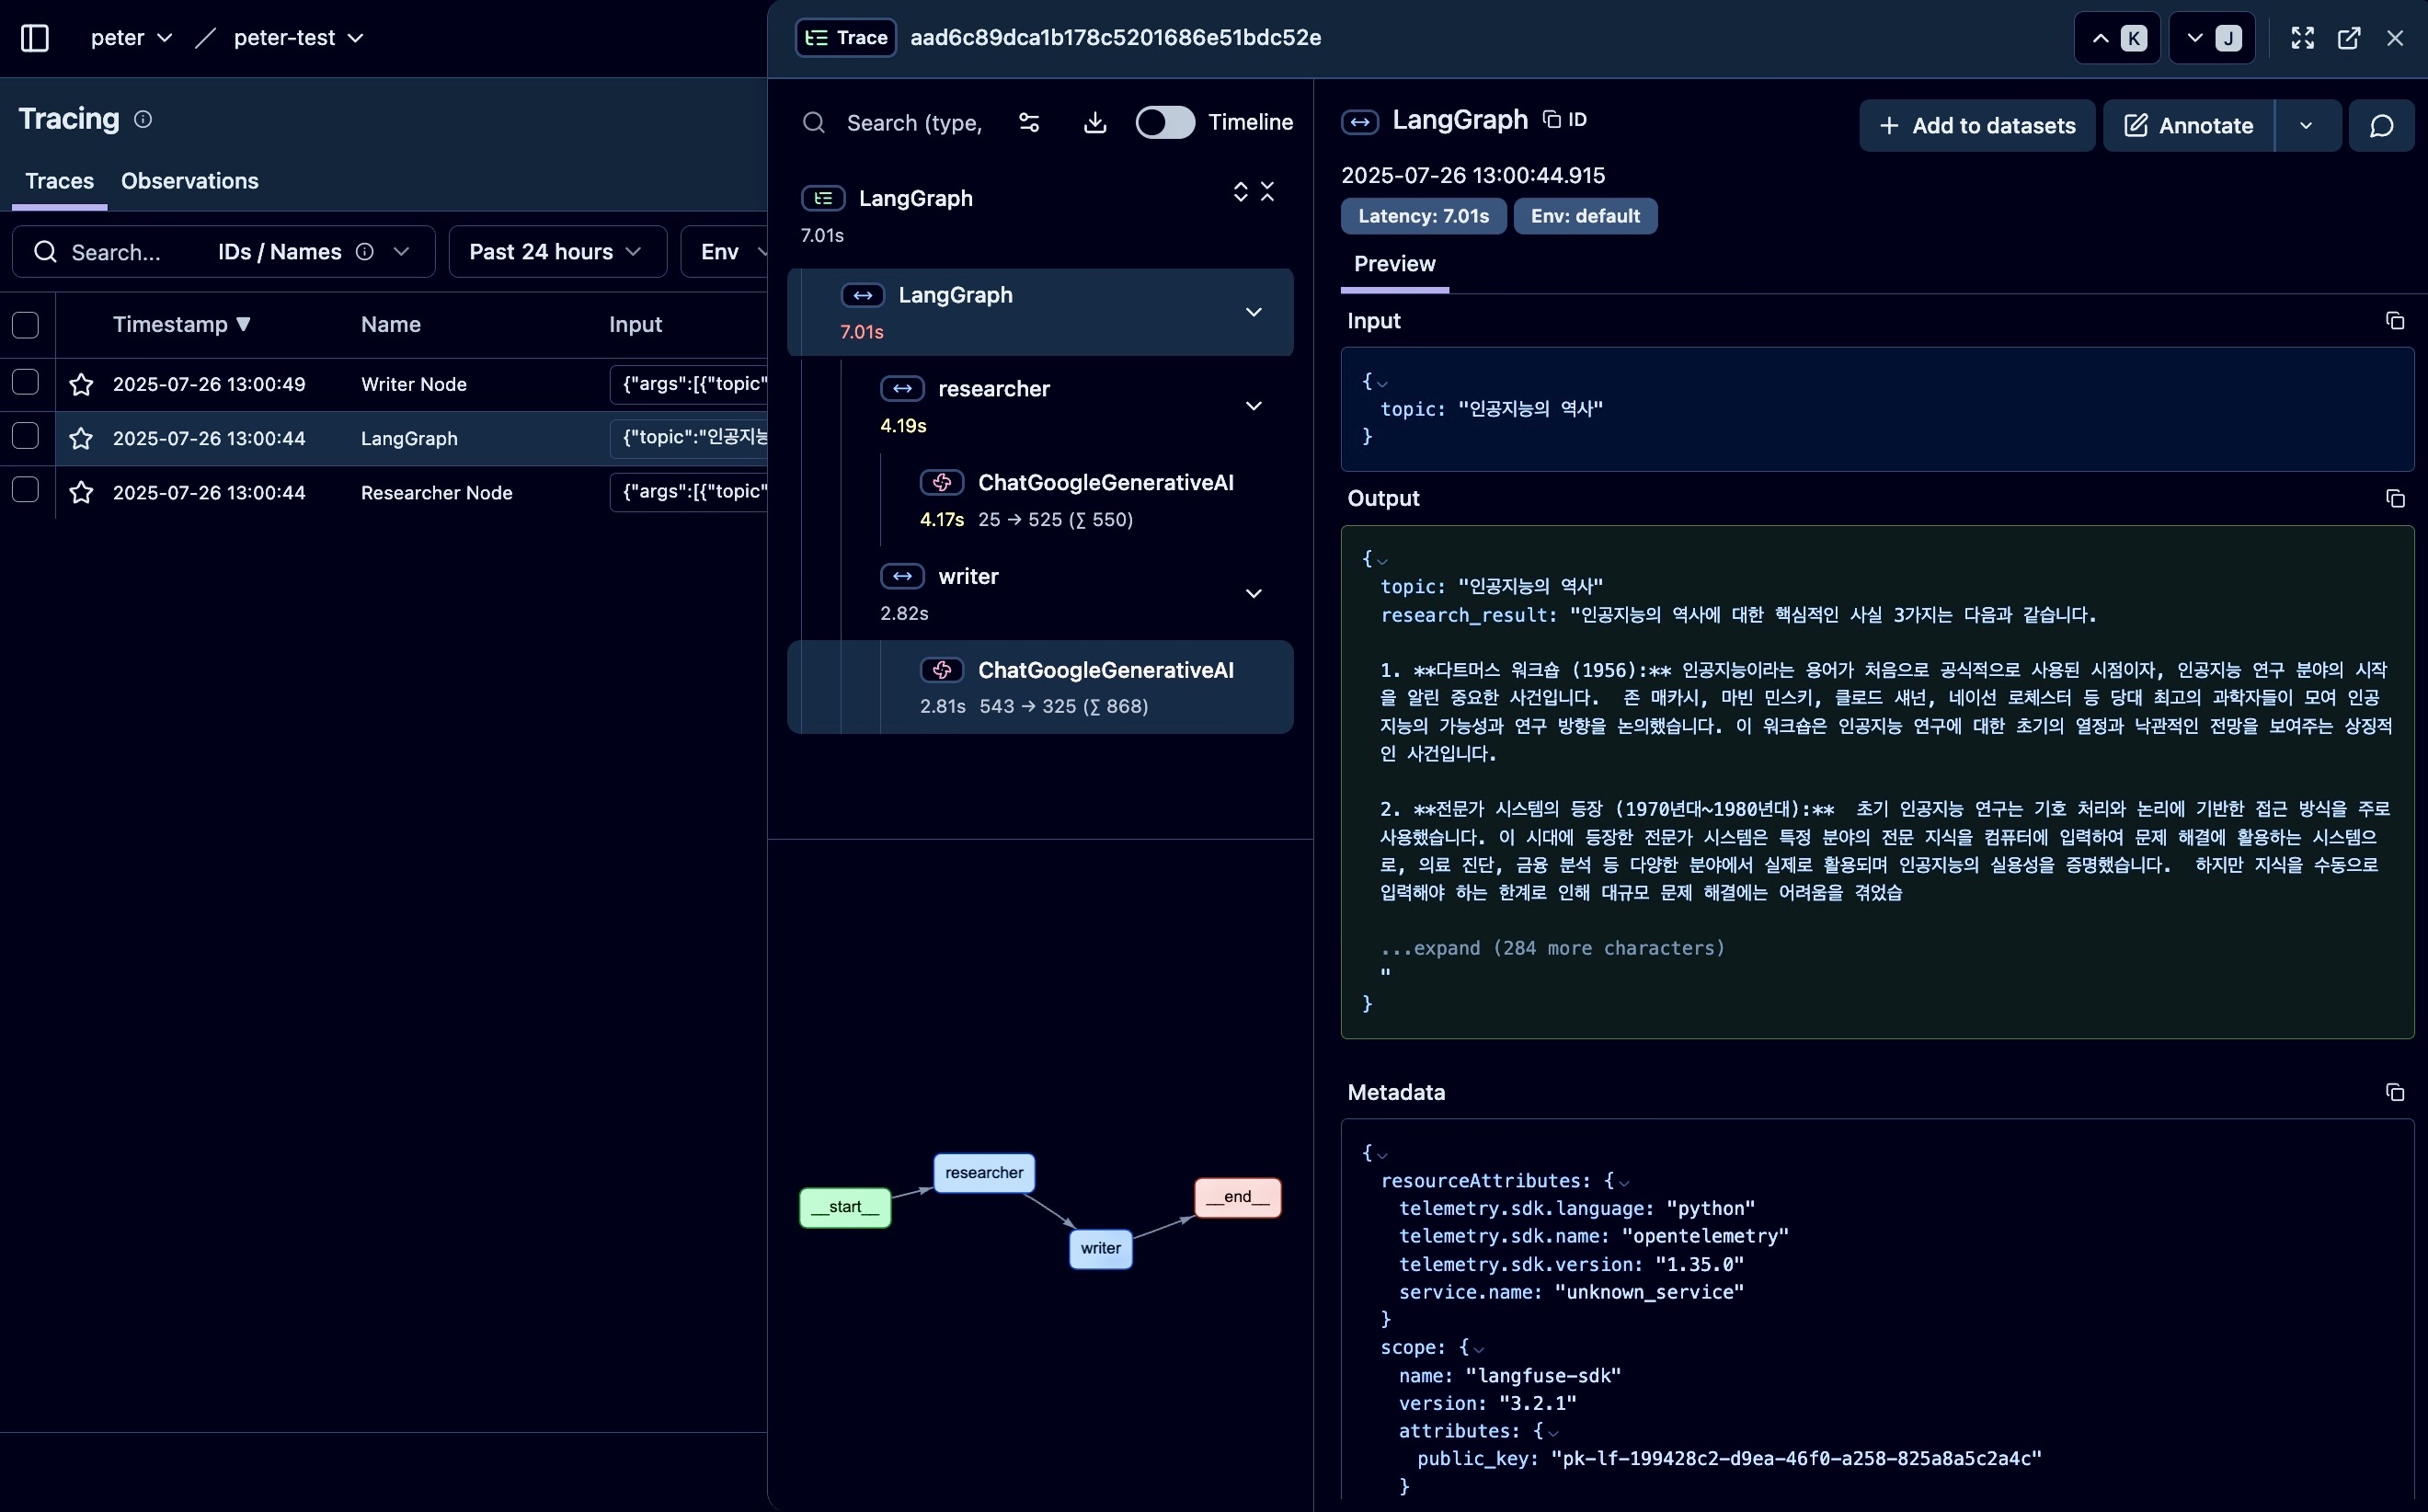 peter
peter-test
Tracing
Traces
Observations
Search...
IDs / Names
Past 24 hours
Env
Timestamp ▼
Name
Input
2025-07-26 13:00:49
Writer Node
{"args":[{"topic"
2025-07-26 13:00:44
LangGraph
{"topic":"인공지능
2025-07-26 13:00:44
Researcher Node
{"args":[{"topic"
Trace
aad6c89dca1b178c5201686e51bdc52e
K
J
Search (type,
Timeline
LangGraph
7.01s
LangGraph
7.01s
researcher
4.19s
ChatGoogleGenerativeAI
4.17s 25 → 525 (∑ 550)
writer
2.82s
ChatGoogleGenerativeAI
2.81s 543 → 325 (∑ 868)
__start__
researcher
writer
__end__
LangGraph
ID
+ Add to datasets
Annotate
2025-07-26 13:00:44.915
Latency: 7.01s
Env: default
Preview
Input
{
topic: "인공지능의 역사"
}
Output
{
topic: "인공지능의 역사"
research_result: "인공지능의 역사에 대한 핵심적인 사실 3가지는 다음과 같습니다.
1. **다트머스 워크숍 (1956):** 인공지능이라는 용어가 처음으로 공식적으로 사용된 시점이자, 인공지능 연구 분야의 시작
을 알린 중요한 사건입니다.  존 매카시, 마빈 민스키, 클로드 섀넌, 네이선 로체스터 등 당대 최고의 과학자들이 모여 인공
지능의 가능성과 연구 방향을 논의했습니다. 이 워크숍은 인공지능 연구에 대한 초기의 열정과 낙관적인 전망을 보여주는 상징적
인 사건입니다.
2. **전문가 시스템의 등장 (1970년대~1980년대):**  초기 인공지능 연구는 기호 처리와 논리에 기반한 접근 방식을 주로
사용했습니다. 이 시대에 등장한 전문가 시스템은 특정 분야의 전문 지식을 컴퓨터에 입력하여 문제 해결에 활용하는 시스템으
로, 의료 진단, 금융 분석 등 다양한 분야에서 실제로 활용되며 인공지능의 실용성을 증명했습니다.  하지만 지식을 수동으로
입력해야 하는 한계로 인해 대규모 문제 해결에는 어려움을 겪었습
...expand (284 more characters)
"
}
Metadata
{
resourceAttributes: {
telemetry.sdk.language: "python"
telemetry.sdk.name: "opentelemetry"
telemetry.sdk.version: "1.35.0"
service.name: "unknown_service"
}
scope: {
name: "langfuse-sdk"
version: "3.2.1"
attributes: {
public_key: "pk-lf-199428c2-d9ea-46f0-a258-825a8a5c2a4c"
}